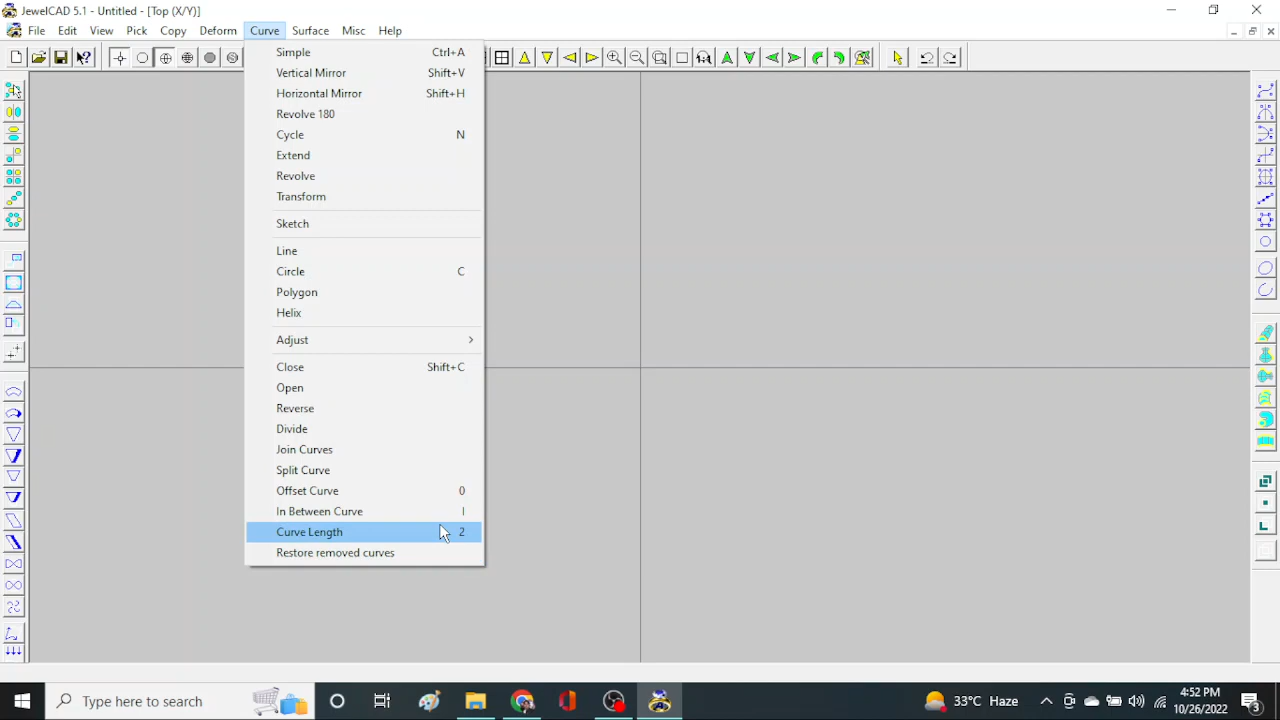 JewelCAD 5.1 - Untitled - [Top (X/Y)]
File Edit View Pick Copy Deform Curve Surface Misc Help
Simple Ctrl+A
Vertical Mirror Shift+V
Horizontal Mirror Shift+H
Revolve 180
Cycle N
Extend
Revolve
Transform
Sketch
Line
Circle C
Polygon
Helix
Adjust
Close Shift+C
Open
Reverse
Divide
Join Curves
Split Curve
Offset Curve 0
In Between Curve I
Curve Length 2
Restore removed curves
Type here to search
33°C Haze
4:52 PM
10/26/2022
3